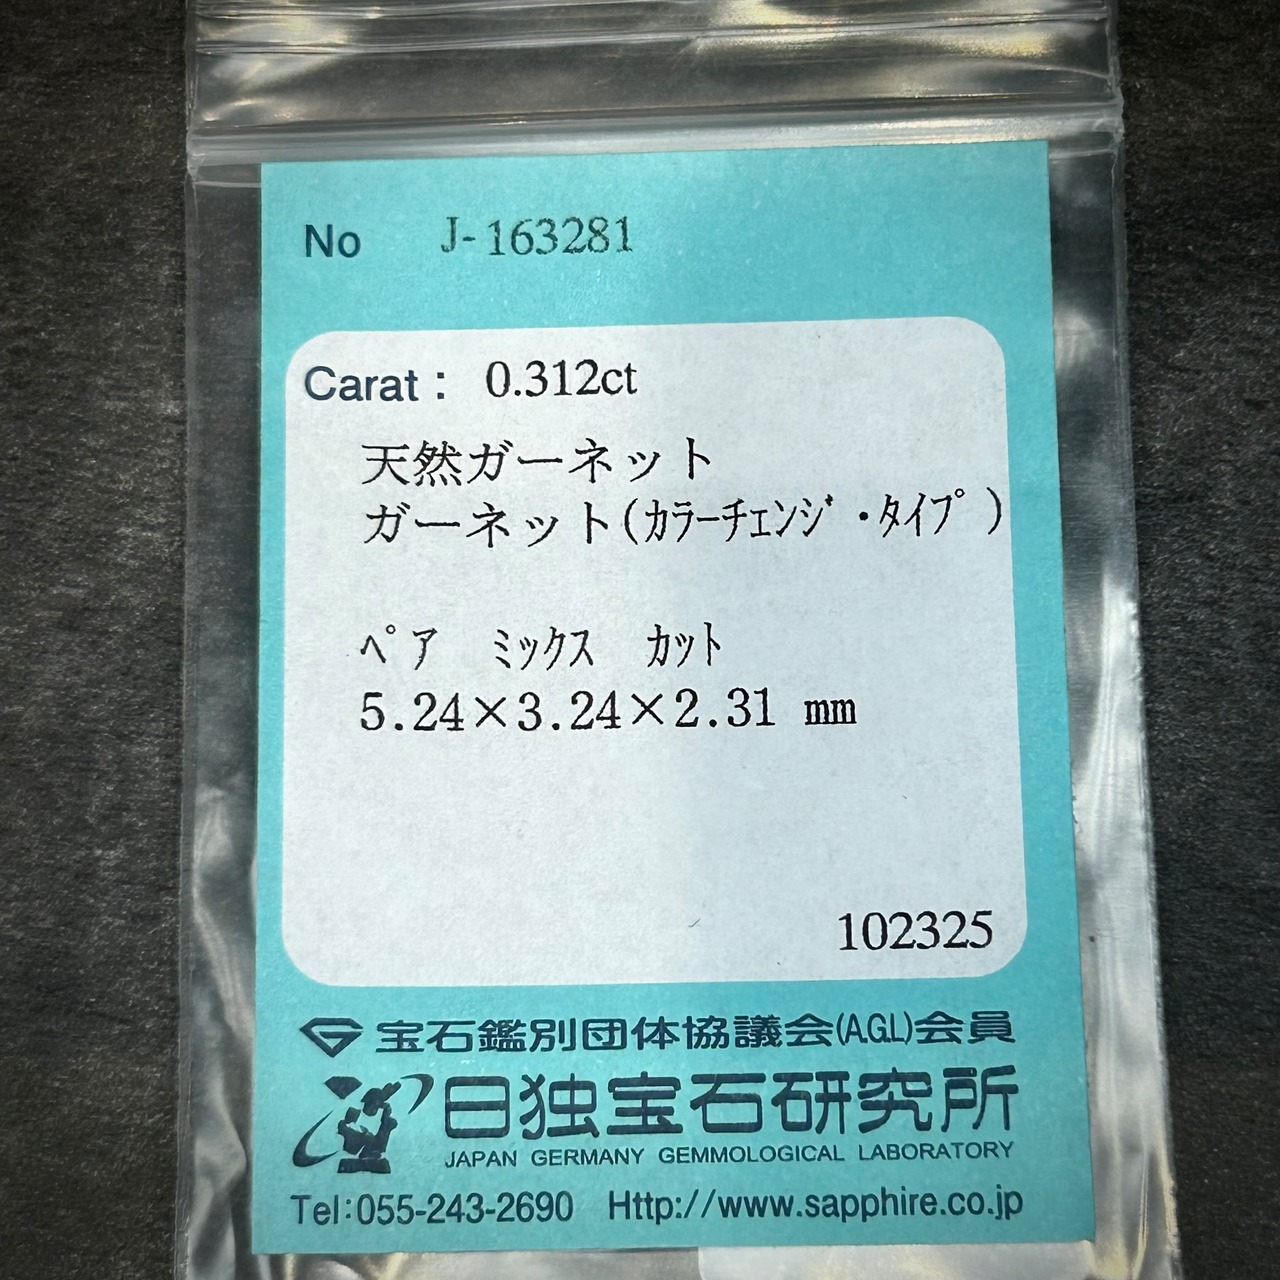 No J-163281
Carat： 0.312ct
天然ガーネット
ガーネット(ｶﾗｰﾁｪﾝｼﾞ・ﾀｲﾌﾟ)
ﾍﾟｱ ﾐｯｸｽ ｶｯﾄ
5.24×3.24×2.31 mm
102325
宝石鑑別団体協議会(A.G.L)会員
日独宝石研究所
JAPAN GERMANY GEMMOLOGICAL LABORATORY
Tel:055-243-2690 Http://www.sapphire.co.jp